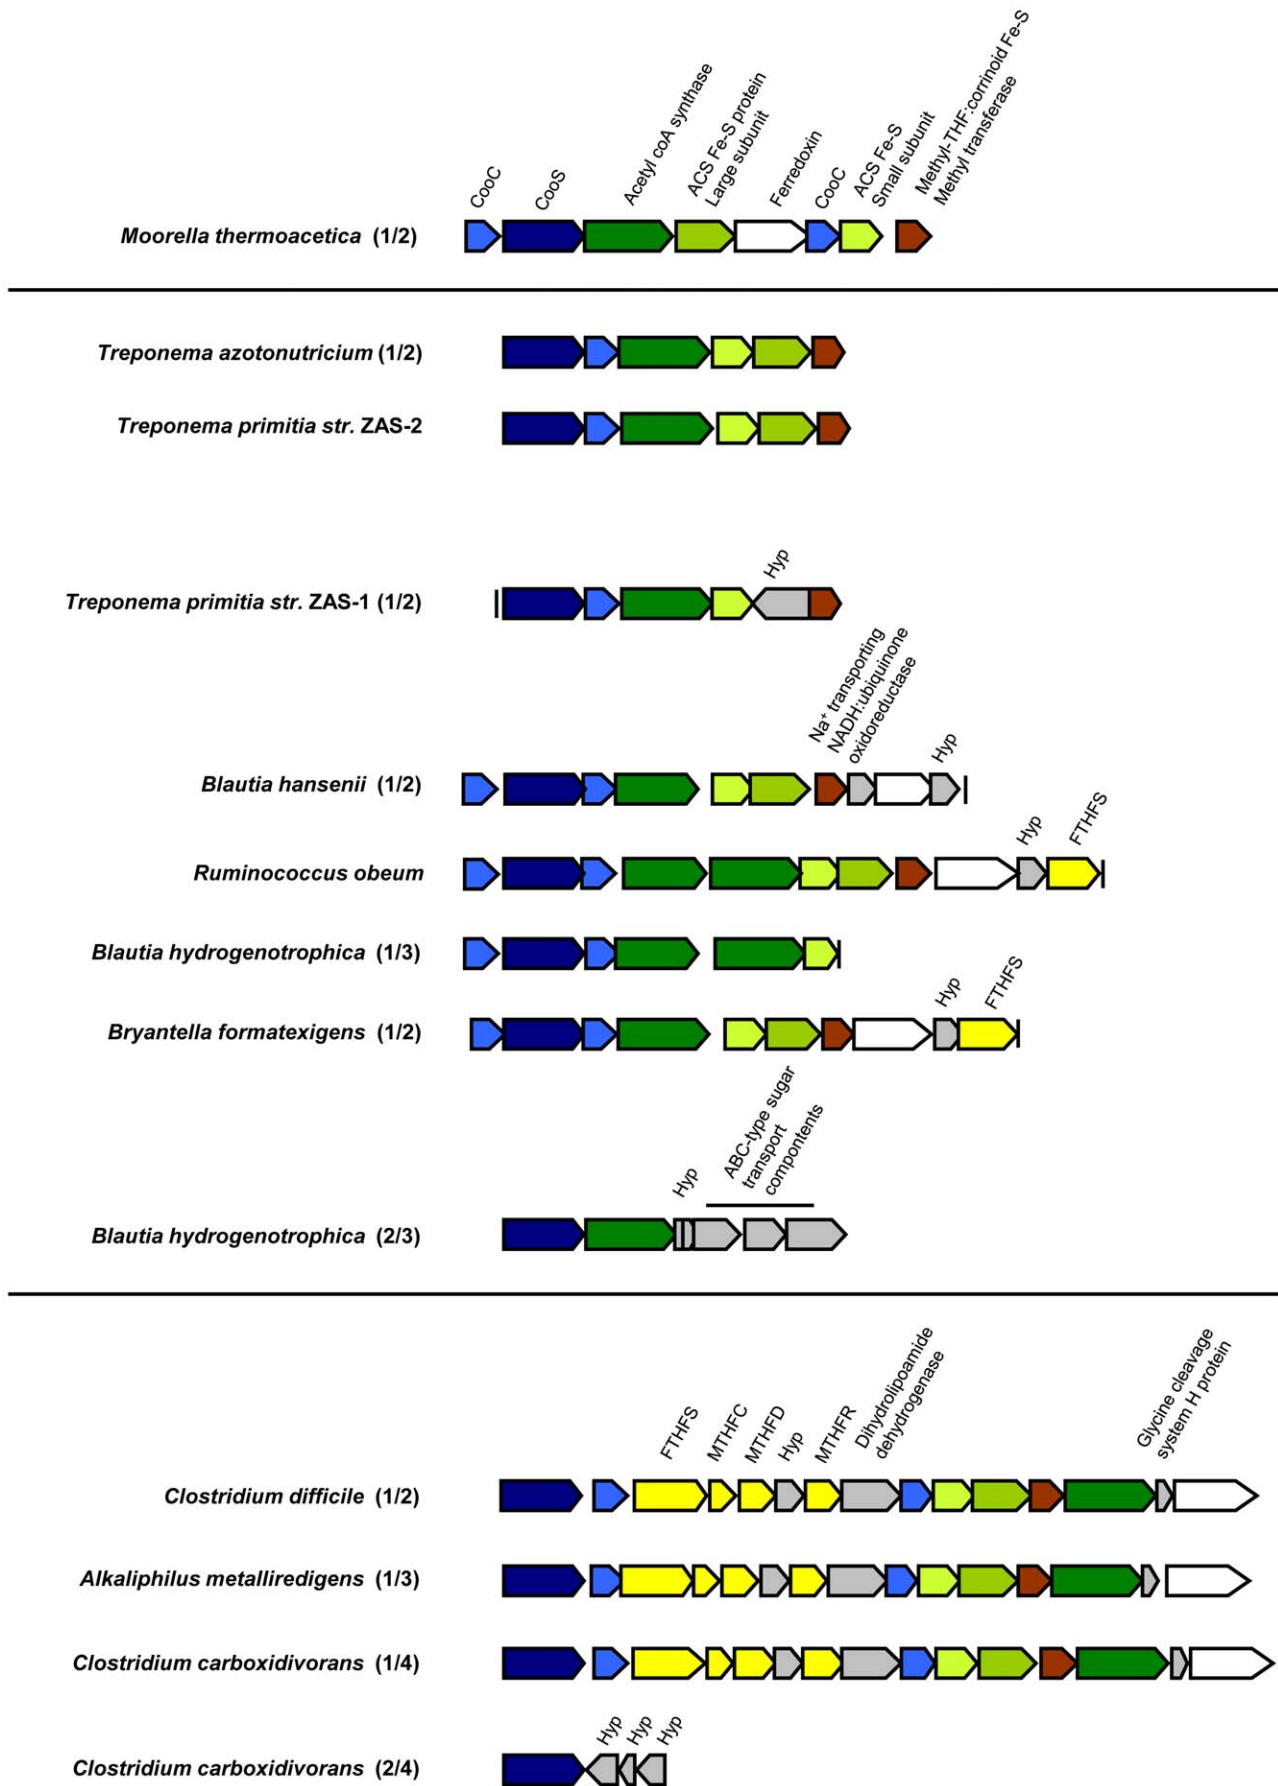 CooC
CooS
Acetyl coA synthase
ACS Fe-S protein
Large subunit
Ferredoxin
CooC
ACS Fe-S
Small subunit
Methyl-THF:corrinoid Fe-S
Methyl transferase
Moorella thermoacetica (1/2)
Treponema azotonutricium (1/2)
Treponema primitia str. ZAS-2
Hyp
Treponema primitia str. ZAS-1 (1/2)
Na+ transporting
NADH:ubiquinone
oxidoreductase
Hyp
Blautia hansenii (1/2)
Hyp
FTHFS
Ruminococcus obeum
Blautia hydrogenotrophica (1/3)
Hyp
FTHFS
Bryantella formatexigens (1/2)
Hyp
ABC-type sugar
transport
compontents
Blautia hydrogenotrophica (2/3)
FTHFS
MTHFC
MTHFD
Hyp
MTHFR
Dihydrolipoamide
dehydrogenase
Glycine cleavage
system H protein
Clostridium difficile (1/2)
Alkaliphilus metalliredigens (1/3)
Clostridium carboxidivorans (1/4)
Hyp
Hyp
Hyp
Clostridium carboxidivorans (2/4)